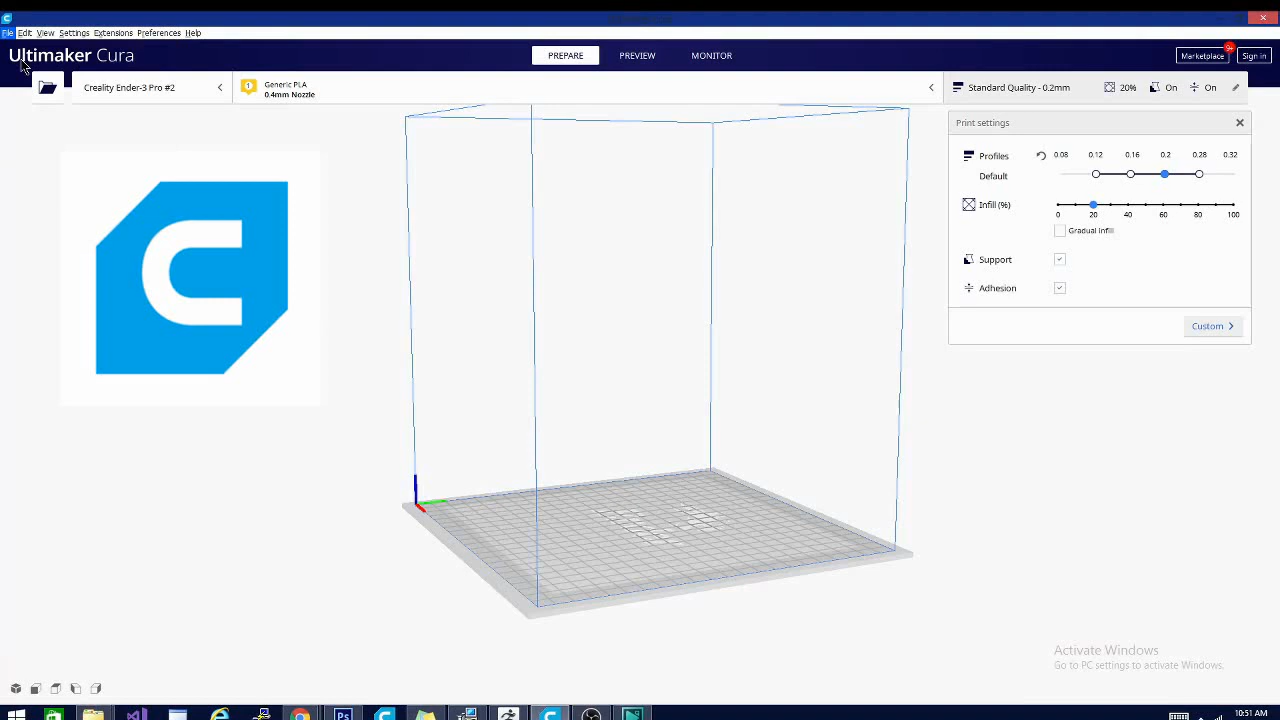 File Edit View Settings Extensions Preferences Help
Ultimaker Cura
PREPARE
PREVIEW
MONITOR
Marketplace
9+
Sign in
Creality Ender-3 Pro #2
1
Generic PLA
0.4mm Nozzle
Standard Quality - 0.2mm
20%
On
On
Print settings
Profiles
0.08 0.12 0.16 0.2 0.28 0.32
Default
Infill (%)
0 20 40 60 80 100
Gradual infill
Support
Adhesion
Custom
Activate Windows
Go to PC settings to activate Windows.
10:51 AM